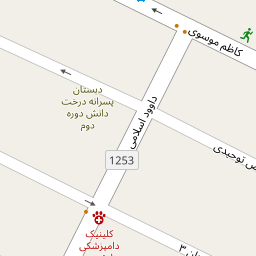 کاظم موسوی
دبستان
پسرانه درخت
دانش دوره
دوم
داوود اسلامی
توحیدی
1253
کلینیک
دامپزشکی